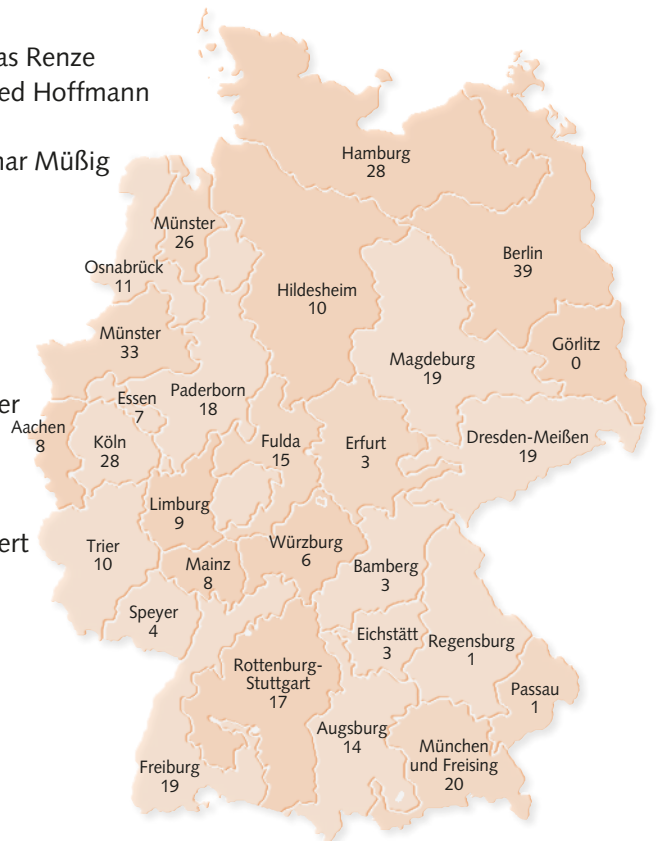 as Renze
ed Hoffmann
nar Müßig
er
ert
Hamburg
28
Münster
26
Osnabrück
11
Berlin
39
Hildesheim
10
Münster
33
Görlitz
0
Magdeburg
19
Essen
7
Paderborn
18
Aachen
8
Köln
28
Fulda
15
Erfurt
3
Dresden-Meißen
19
Limburg
9
Trier
10
Würzburg
6
Mainz
8
Bamberg
3
Speyer
4
Eichstätt
3
Regensburg
1
Rottenburg-
Stuttgart
17
Passau
1
Augsburg
14
München
und Freising
20
Freiburg
19